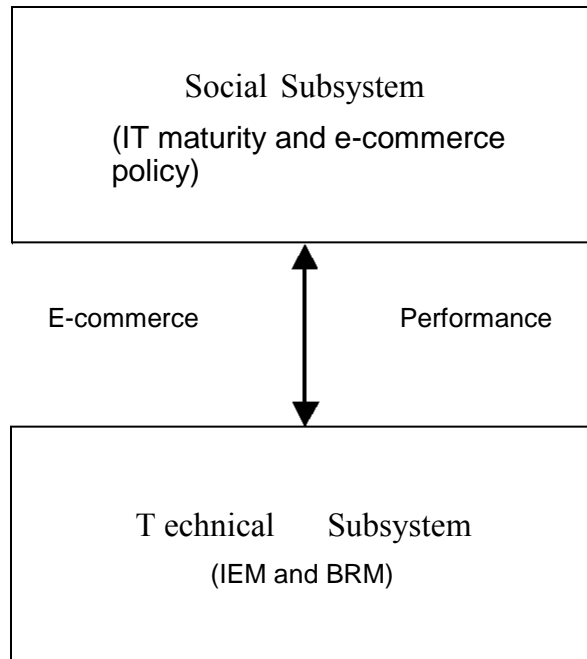 Social Subsystem
(IT maturity and e-commerce
policy)
E-commerce Performance
T echnical Subsystem
(IEM and BRM)